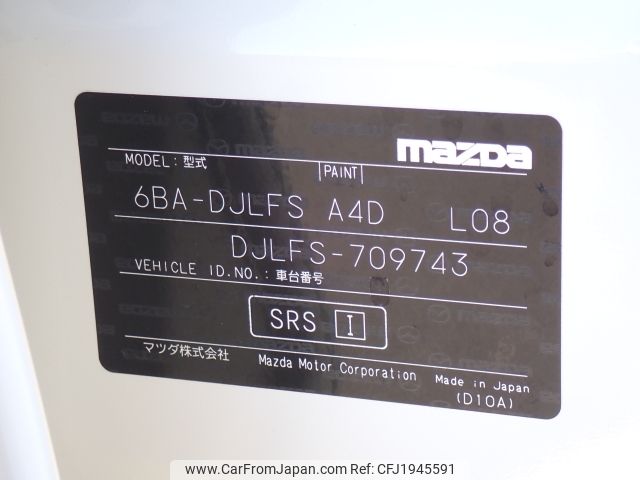 mazda
MODEL: 型式 PAINT
6BA-DJLFS A4D L08
DJLFS-709743
VEHICLE ID.NO.: 車台番号
SRS I
マツダ株式会社 Mazda Motor Corporation Made in Japan
(D10A)
www.CarFromJapan.com - CFJ1945591